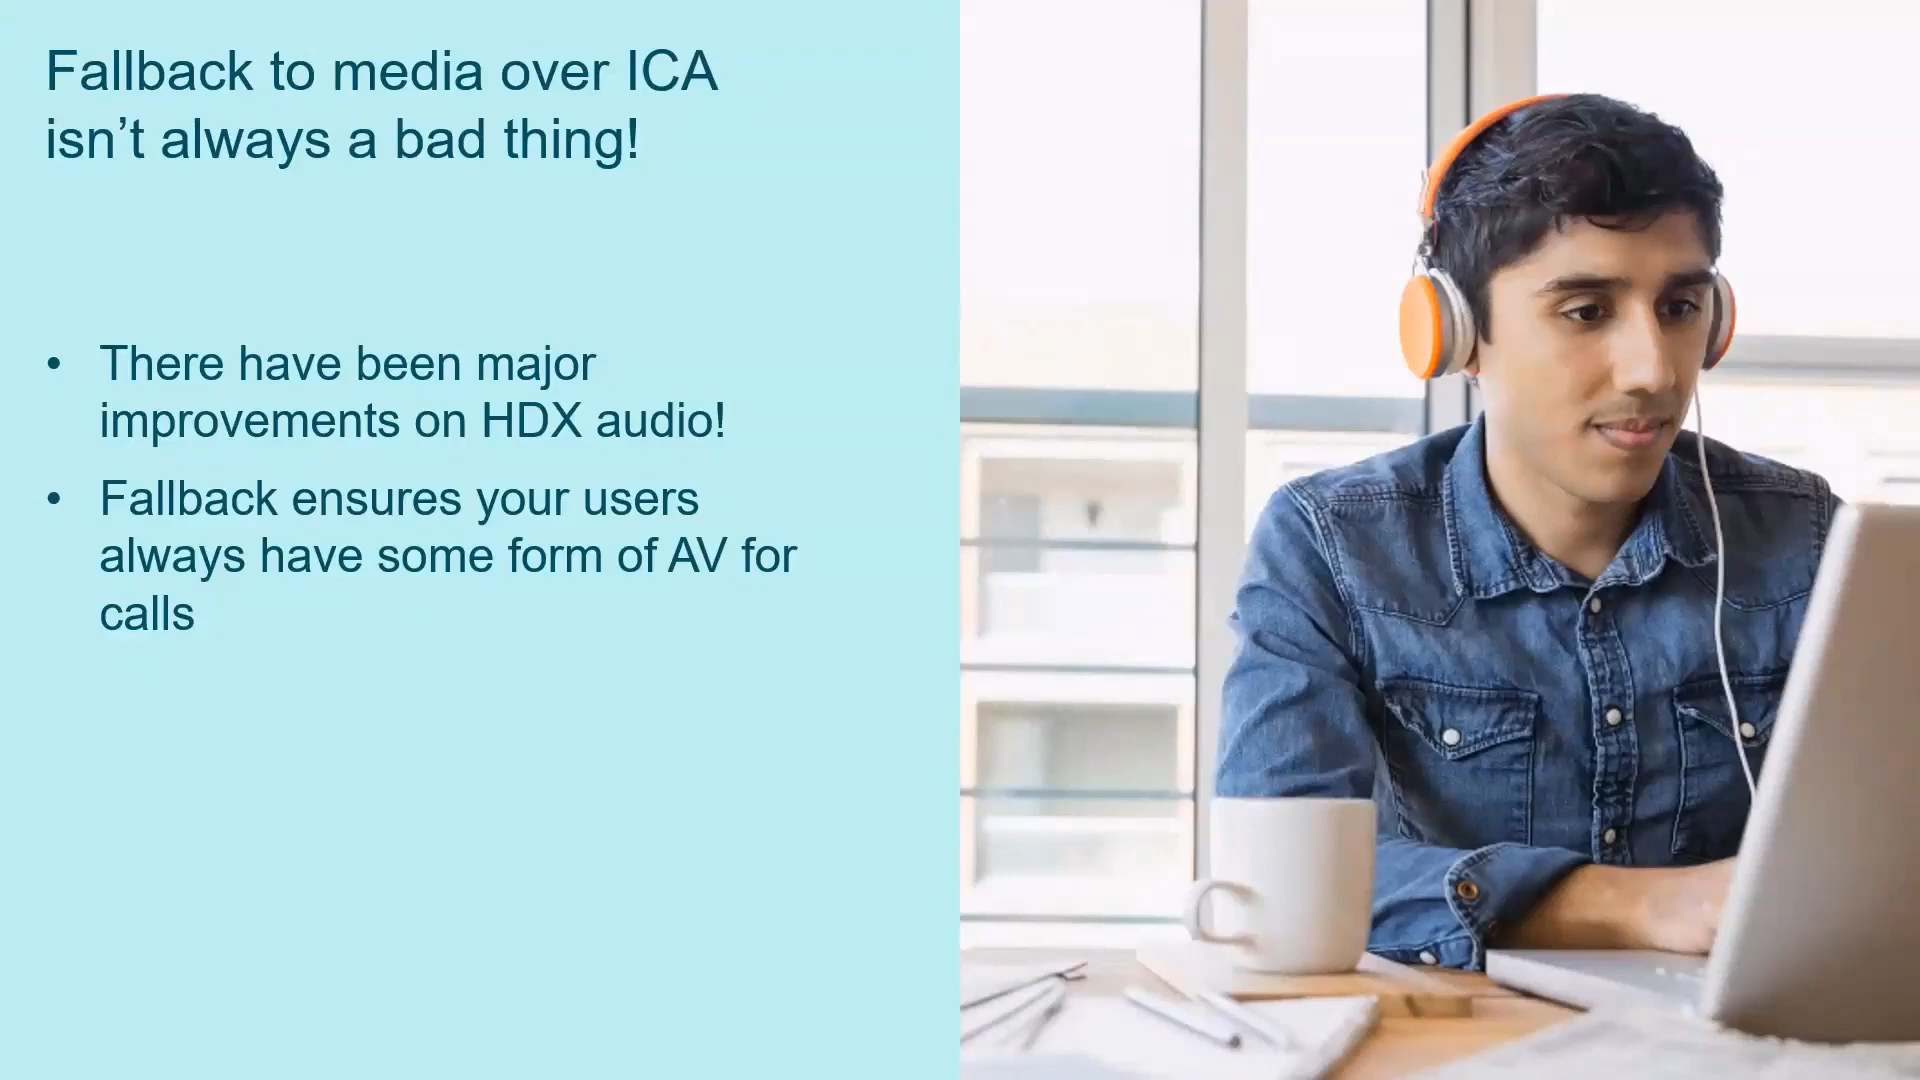 Fallback to media over ICA
isn’t always a bad thing!
• There have been major
improvements on HDX audio!
• Fallback ensures your users
always have some form of AV for
calls